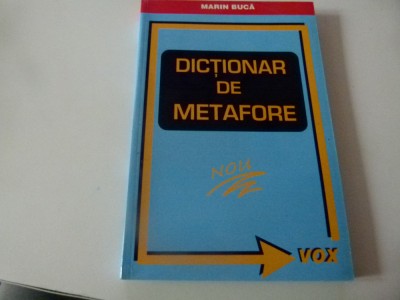 MARIN BUCĂ
DICȚIONAR
DE
METAFORE
NOU
VOX